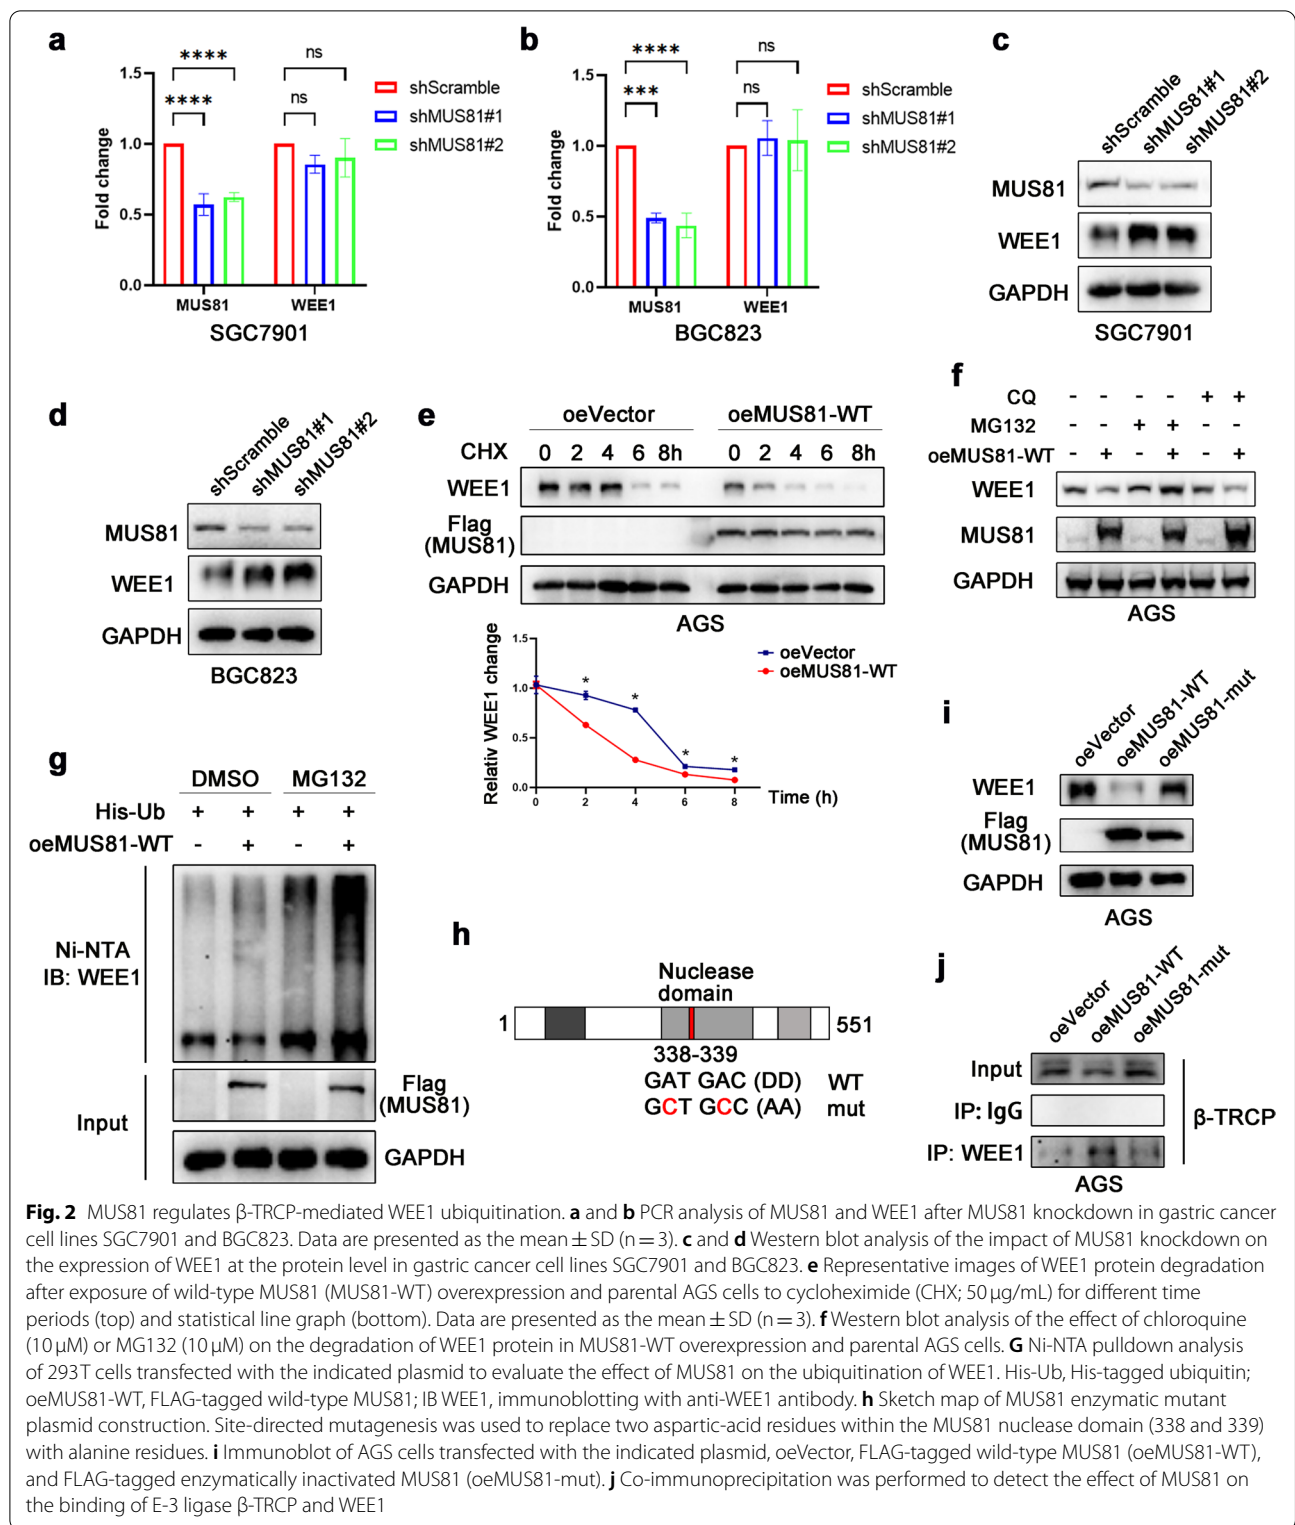 a
****
****
ns
ns
1.5
1.0
0.5
0.0
Fold change
MUS81
WEE1
SGC7901
shScramble
shMUS81#1
shMUS81#2
b
****
***
ns
ns
1.5
1.0
0.5
0.0
Fold change
MUS81
WEE1
BGC823
shScramble
shMUS81#1
shMUS81#2
c
shScramble
shMUS81#1
shMUS81#2
MUS81
WEE1
GAPDH
SGC7901
d
shScramble
shMUS81#1
shMUS81#2
MUS81
WEE1
GAPDH
BGC823
e
oeVector oeMUS81-WT
CHX 0 2 4 6 8h 0 2 4 6 8h
WEE1
Flag
(MUS81)
GAPDH
AGS
Relativ WEE1 change
1.5
1.0
0.5
0.0
0 2 4 6 8
Time (h)
* * * *
oeVector
oeMUS81-WT
f
CQ - - - - + +
MG132 - - + + - -
oeMUS81-WT - + - + - +
WEE1
MUS81
GAPDH
AGS
g
DMSO MG132
His-Ub + + + +
oeMUS81-WT - + - +
Ni-NTA
IB: WEE1
Input
Flag
(MUS81)
GAPDH
h
Nuclease
domain
1 551
338-339
GAT GAC (DD) WT
GCT GCC (AA) mut
i
oeVector
oeMUS81-WT
oeMUS81-mut
WEE1
Flag
(MUS81)
GAPDH
AGS
j
oeVector
oeMUS81-WT
oeMUS81-mut
Input
IP: IgG
IP: WEE1
β-TRCP
AGS
Fig. 2 MUS81 regulates β-TRCP-mediated WEE1 ubiquitination. a and b PCR analysis of MUS81 and WEE1 after MUS81 knockdown in gastric cancer
cell lines SGC7901 and BGC823. Data are presented as the mean ± SD (n = 3). c and d Western blot analysis of the impact of MUS81 knockdown on
the expression of WEE1 at the protein level in gastric cancer cell lines SGC7901 and BGC823. e Representative images of WEE1 protein degradation
after exposure of wild-type MUS81 (MUS81-WT) overexpression and parental AGS cells to cycloheximide (CHX; 50 μg/mL) for different time
periods (top) and statistical line graph (bottom). Data are presented as the mean ± SD (n = 3). f Western blot analysis of the effect of chloroquine
(10 μM) or MG132 (10 μM) on the degradation of WEE1 protein in MUS81-WT overexpression and parental AGS cells. G Ni-NTA pulldown analysis
of 293T cells transfected with the indicated plasmid to evaluate the effect of MUS81 on the ubiquitination of WEE1. His-Ub, His-tagged ubiquitin;
oeMUS81-WT, FLAG-tagged wild-type MUS81; IB WEE1, immunoblotting with anti-WEE1 antibody. h Sketch map of MUS81 enzymatic mutant
plasmid construction. Site-directed mutagenesis was used to replace two aspartic-acid residues within the MUS81 nuclease domain (338 and 339)
with alanine residues. i Immunoblot of AGS cells transfected with the indicated plasmid, oeVector, FLAG-tagged wild-type MUS81 (oeMUS81-WT),
and FLAG-tagged enzymatically inactivated MUS81 (oeMUS81-mut). j Co-immunoprecipitation was performed to detect the effect of MUS81 on
the binding of E-3 ligase β-TRCP and WEE1